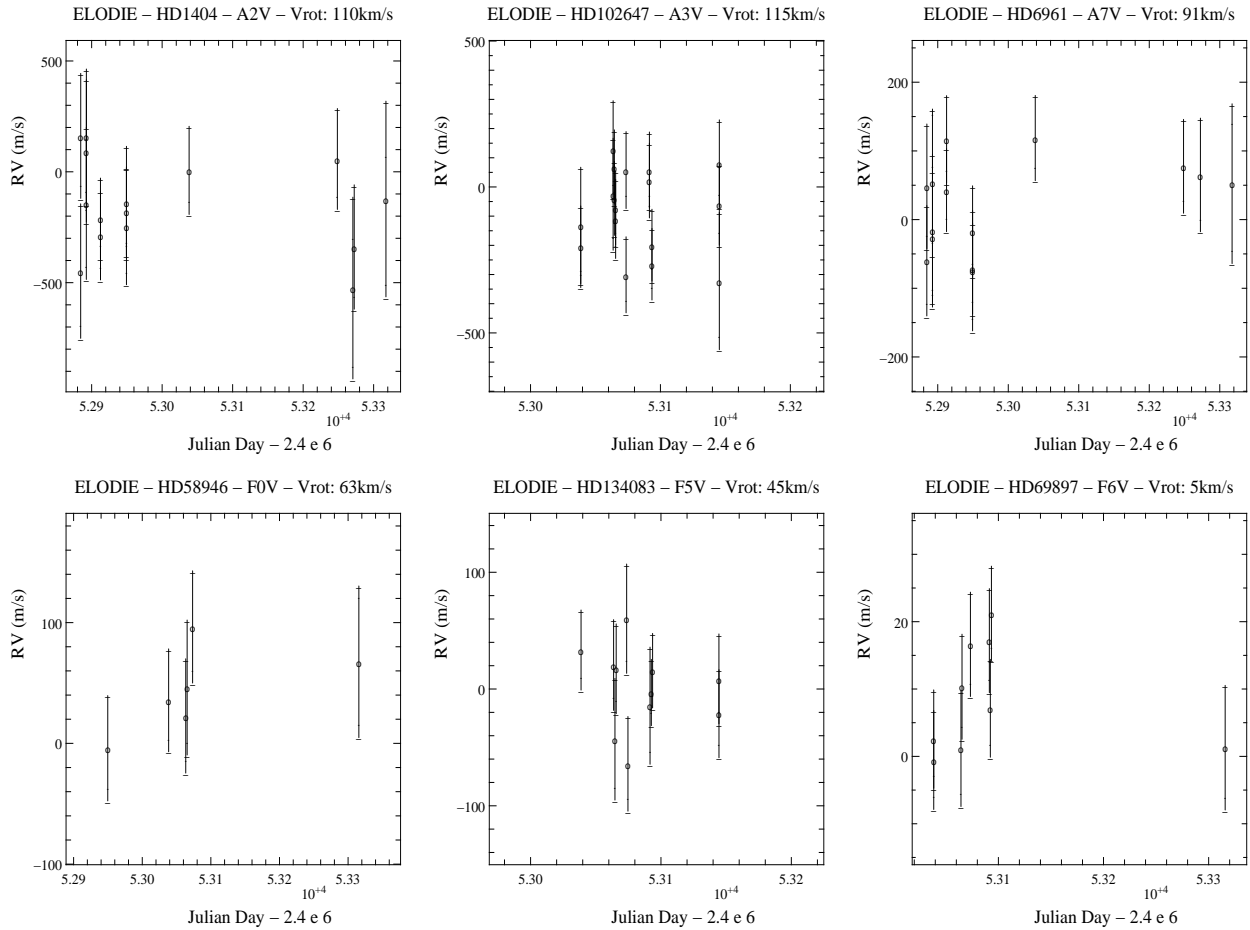 ELODIE – HD1404 – A2V – Vrot: 110km/s
RV (m/s)
500
0
−500
5.29 5.30 5.31 5.32 5.33
10+4
Julian Day – 2.4 e 6
ELODIE – HD102647 – A3V – Vrot: 115km/s
RV (m/s)
500
0
−500
5.30 5.31 5.32
10+4
Julian Day – 2.4 e 6
ELODIE – HD6961 – A7V – Vrot: 91km/s
RV (m/s)
200
0
−200
5.29 5.30 5.31 5.32 5.33
10+4
Julian Day – 2.4 e 6
ELODIE – HD58946 – F0V – Vrot: 63km/s
RV (m/s)
100
0
−100
5.29 5.30 5.31 5.32 5.33
10+4
Julian Day – 2.4 e 6
ELODIE – HD134083 – F5V – Vrot: 45km/s
RV (m/s)
100
0
−100
5.30 5.31 5.32
10+4
Julian Day – 2.4 e 6
ELODIE – HD69897 – F6V – Vrot: 5km/s
RV (m/s)
20
0
5.31 5.32 5.33
10+4
Julian Day – 2.4 e 6